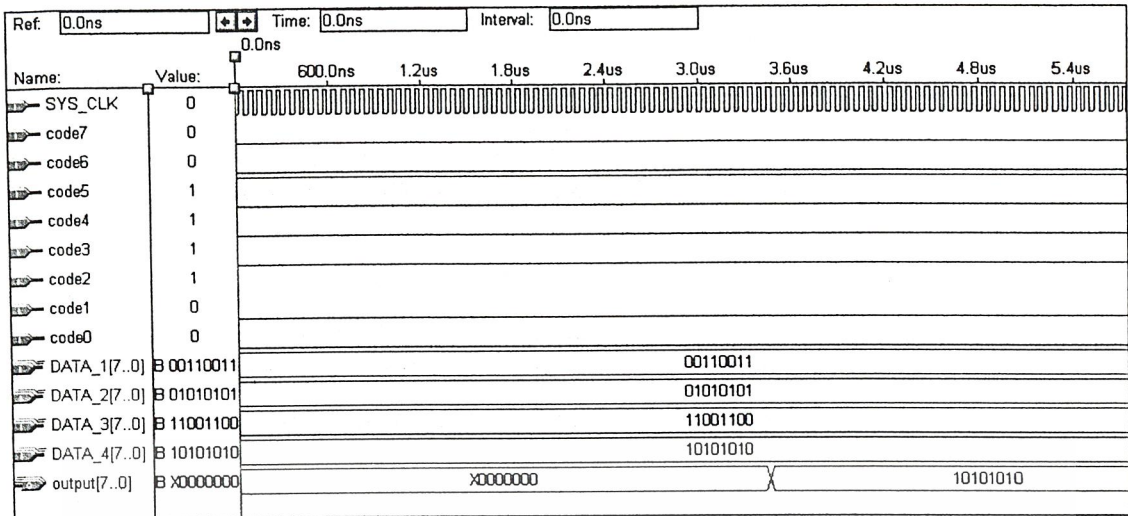 Ref: 0.0ns Time: 0.0ns Interval: 0.0ns
0.0ns
Name: Value: 600.0ns 1.2us 1.8us 2.4us 3.0us 3.6us 4.2us 4.8us 5.4us
SYS_CLK 0
code7 0
code6 0
code5 1
code4 1
code3 1
code2 1
code1 0
code0 0
DATA_1[7..0] B 00110011 00110011
DATA_2[7..0] B 01010101 01010101
DATA_3[7..0] B 11001100 11001100
DATA_4[7..0] B 10101010 10101010
output[7..0] B X0000000 X0000000 10101010